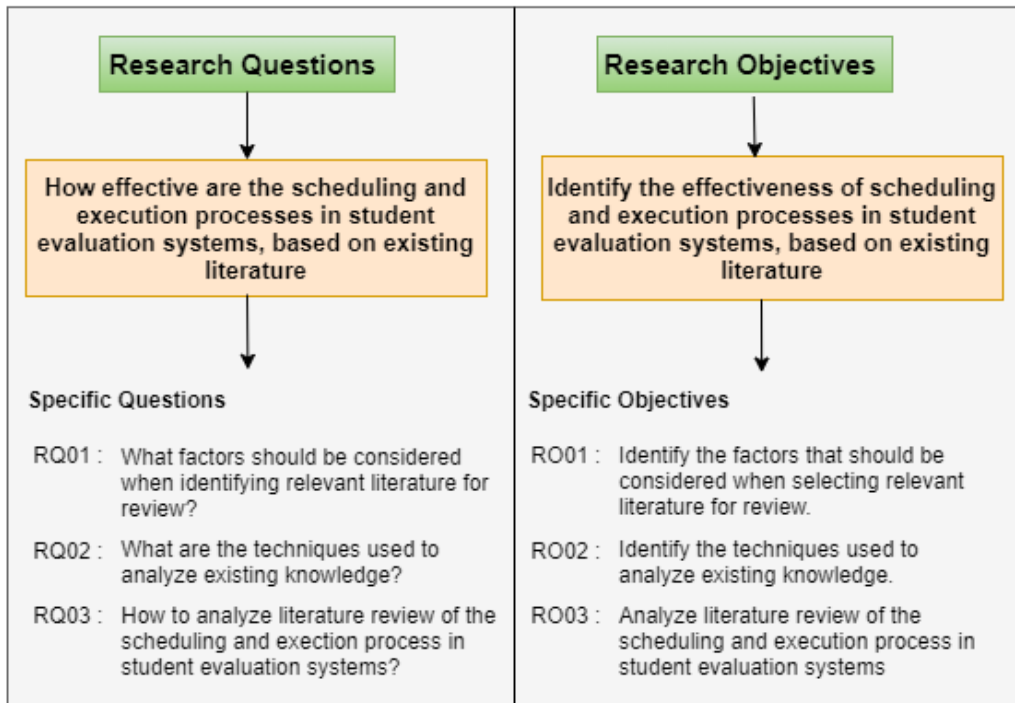 Research Questions
How effective are the scheduling and
execution processes in student
evaluation systems, based on existing
literature
Specific Questions
RQ01 : What factors should be considered
when identifying relevant literature for
review?
RQ02 : What are the techniques used to
analyze existing knowledge?
RQ03 : How to analyze literature review of the
scheduling and exection process in
student evaluation systems?
Research Objectives
Identify the effectiveness of scheduling
and execution processes in student
evaluation systems, based on existing
literature
Specific Objectives
RO01 : Identify the factors that should be
considered when selecting relevant
literature for review.
RO02 : Identify the techniques used to
analyze existing knowledge.
RO03 : Analyze literature review of the
scheduling and execution process in
student evaluation systems